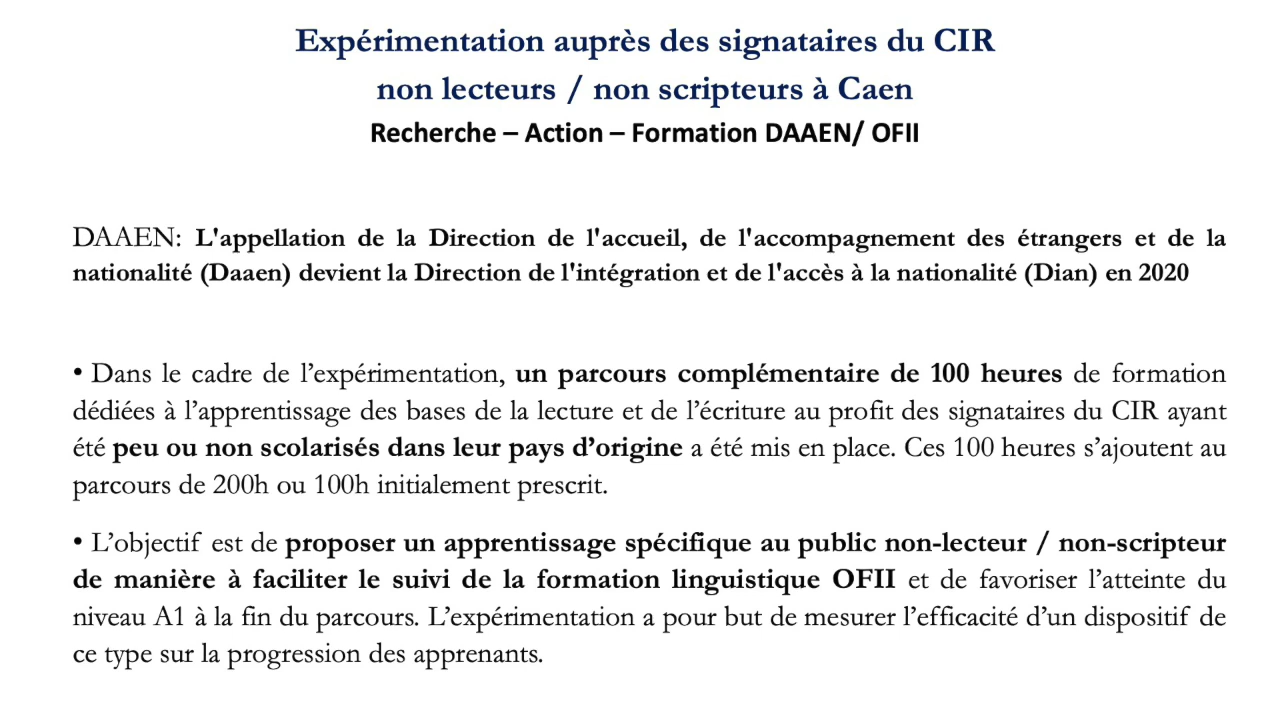 Expérimentation auprès des signataires du CIR
non lecteurs / non scripteurs à Caen
Recherche – Action – Formation DAAEN/ OFII
DAAEN: L'appellation de la Direction de l'accueil, de l'accompagnement des étrangers et de la
nationalité (Daaen) devient la Direction de l'intégration et de l'accès à la nationalité (Dian) en 2020
• Dans le cadre de l’expérimentation, un parcours complémentaire de 100 heures de formation
dédiées à l’apprentissage des bases de la lecture et de l’écriture au profit des signataires du CIR ayant
été peu ou non scolarisés dans leur pays d’origine a été mis en place. Ces 100 heures s’ajoutent au
parcours de 200h ou 100h initialement prescrit.
• L’objectif est de proposer un apprentissage spécifique au public non-lecteur / non-scripteur
de manière à faciliter le suivi de la formation linguistique OFII et de favoriser l’atteinte du
niveau A1 à la fin du parcours. L’expérimentation a pour but de mesurer l’efficacité d’un dispositif de
ce type sur la progression des apprenants.